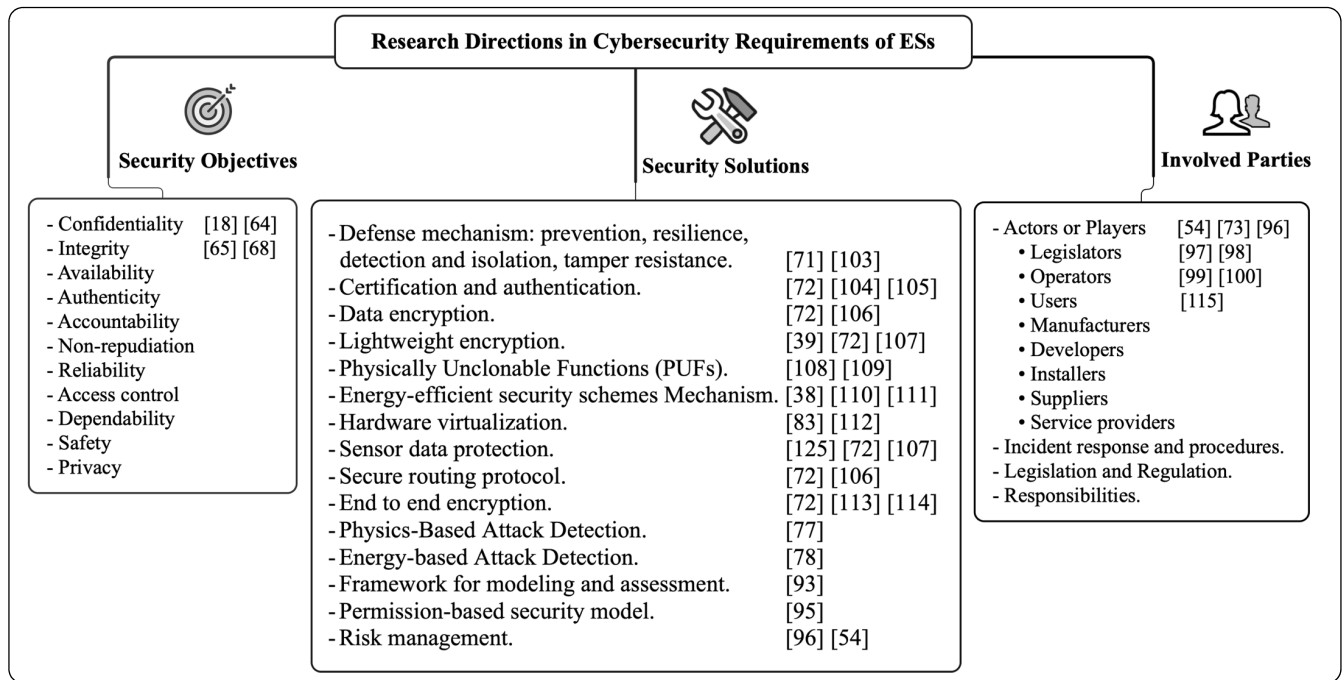 Research Directions in Cybersecurity Requirements of ESs
Security Objectives
- Confidentiality [18] [64]
- Integrity [65] [68]
- Availability
- Authenticity
- Accountability
- Non-repudiation
- Reliability
- Access control
- Dependability
- Safety
- Privacy
Security Solutions
- Defense mechanism: prevention, resilience,
detection and isolation, tamper resistance. [71] [103]
- Certification and authentication. [72] [104] [105]
- Data encryption. [72] [106]
- Lightweight encryption. [39] [72] [107]
- Physically Unclonable Functions (PUFs). [108] [109]
- Energy-efficient security schemes Mechanism. [38] [110] [111]
- Hardware virtualization. [83] [112]
- Sensor data protection. [125] [72] [107]
- Secure routing protocol. [72] [106]
- End to end encryption. [72] [113] [114]
- Physics-Based Attack Detection. [77]
- Energy-based Attack Detection. [78]
- Framework for modeling and assessment. [93]
- Permission-based security model. [95]
- Risk management. [96] [54]
Involved Parties
- Actors or Players [54] [73] [96]
• Legislators [97] [98]
• Operators [99] [100]
• Users [115]
• Manufacturers
• Developers
• Installers
• Suppliers
• Service providers
- Incident response and procedures.
- Legislation and Regulation.
- Responsibilities.